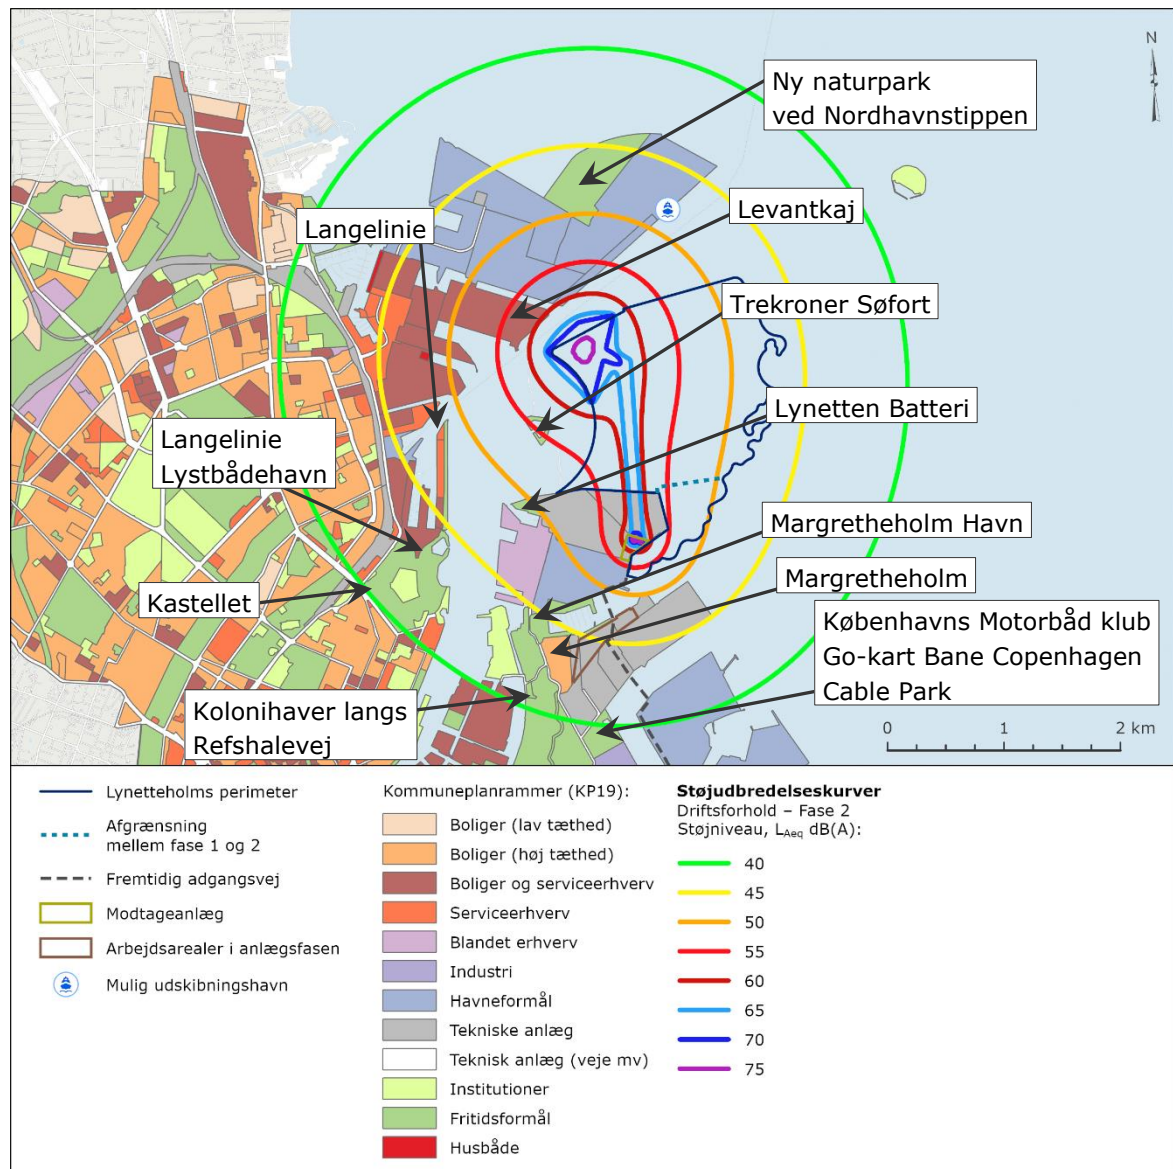 N
Ny naturpark
ved Nordhavnstippen
Langelinie
Levantkaj
Trekroner Søfort
Lynetten Batteri
Langelinie
Lystbådehavn
Margretheholm Havn
Margretheholm
Kastellet
Københavns Motorbåd klub
Go-kart Bane Copenhagen
Cable Park
Kolonihaver langs
Refshalevej
0 1 2 km
Lynetteholms perimeter
Afgrænsning
mellem fase 1 og 2
Fremtidig adgangsvej
Modtageanlæg
Arbejdsarealer i anlægsfasen
Mulig udskibningshavn
Kommuneplanrammer (KP19):
Boliger (lav tæthed)
Boliger (høj tæthed)
Boliger og serviceerhverv
Serviceerhverv
Blandet erhverv
Industri
Havneformål
Tekniske anlæg
Teknisk anlæg (veje mv)
Institutioner
Fritidsformål
Husbåde
Støjudbredelseskurver
Driftsforhold – Fase 2
Støjniveau, LAeq dB(A):
40
45
50
55
60
65
70
75